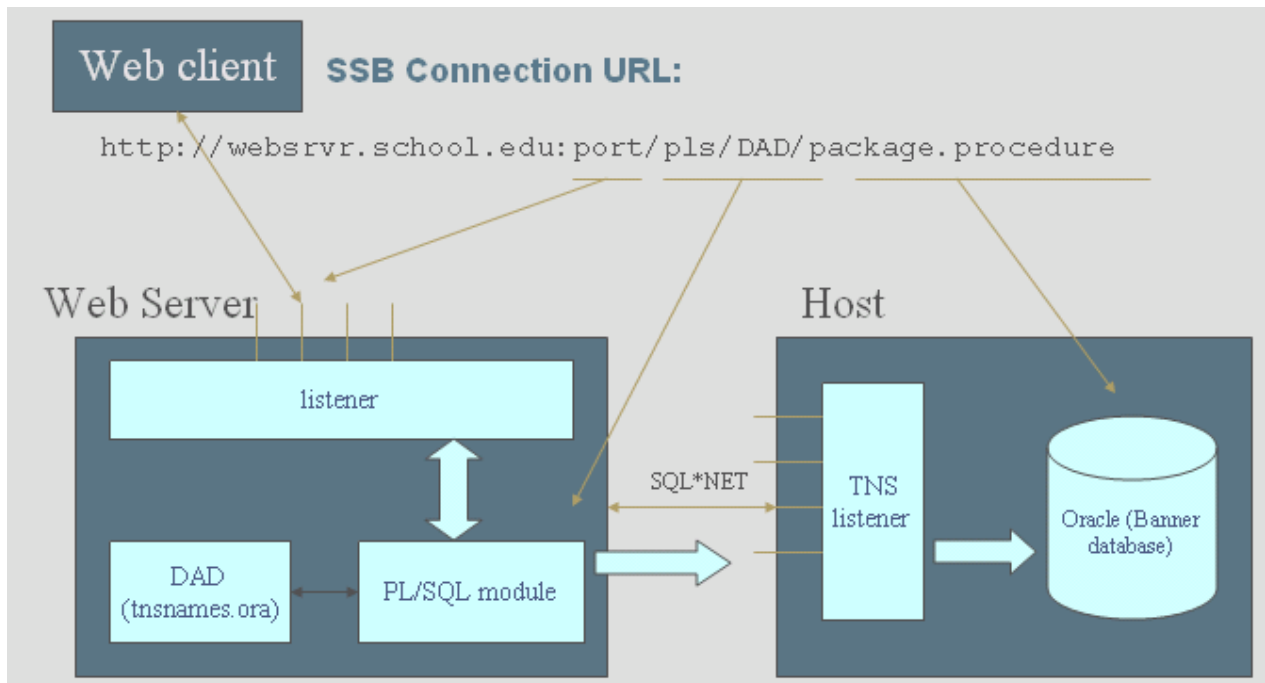 Web client
SSB Connection URL:
http://websrvr.school.edu:port/pls/DAD/package.procedure
Web Server
Host
listener
SQL*NET
TNS
listener
Oracle (Banner
database)
DAD
(tnsnames.ora)
PL/SQL module